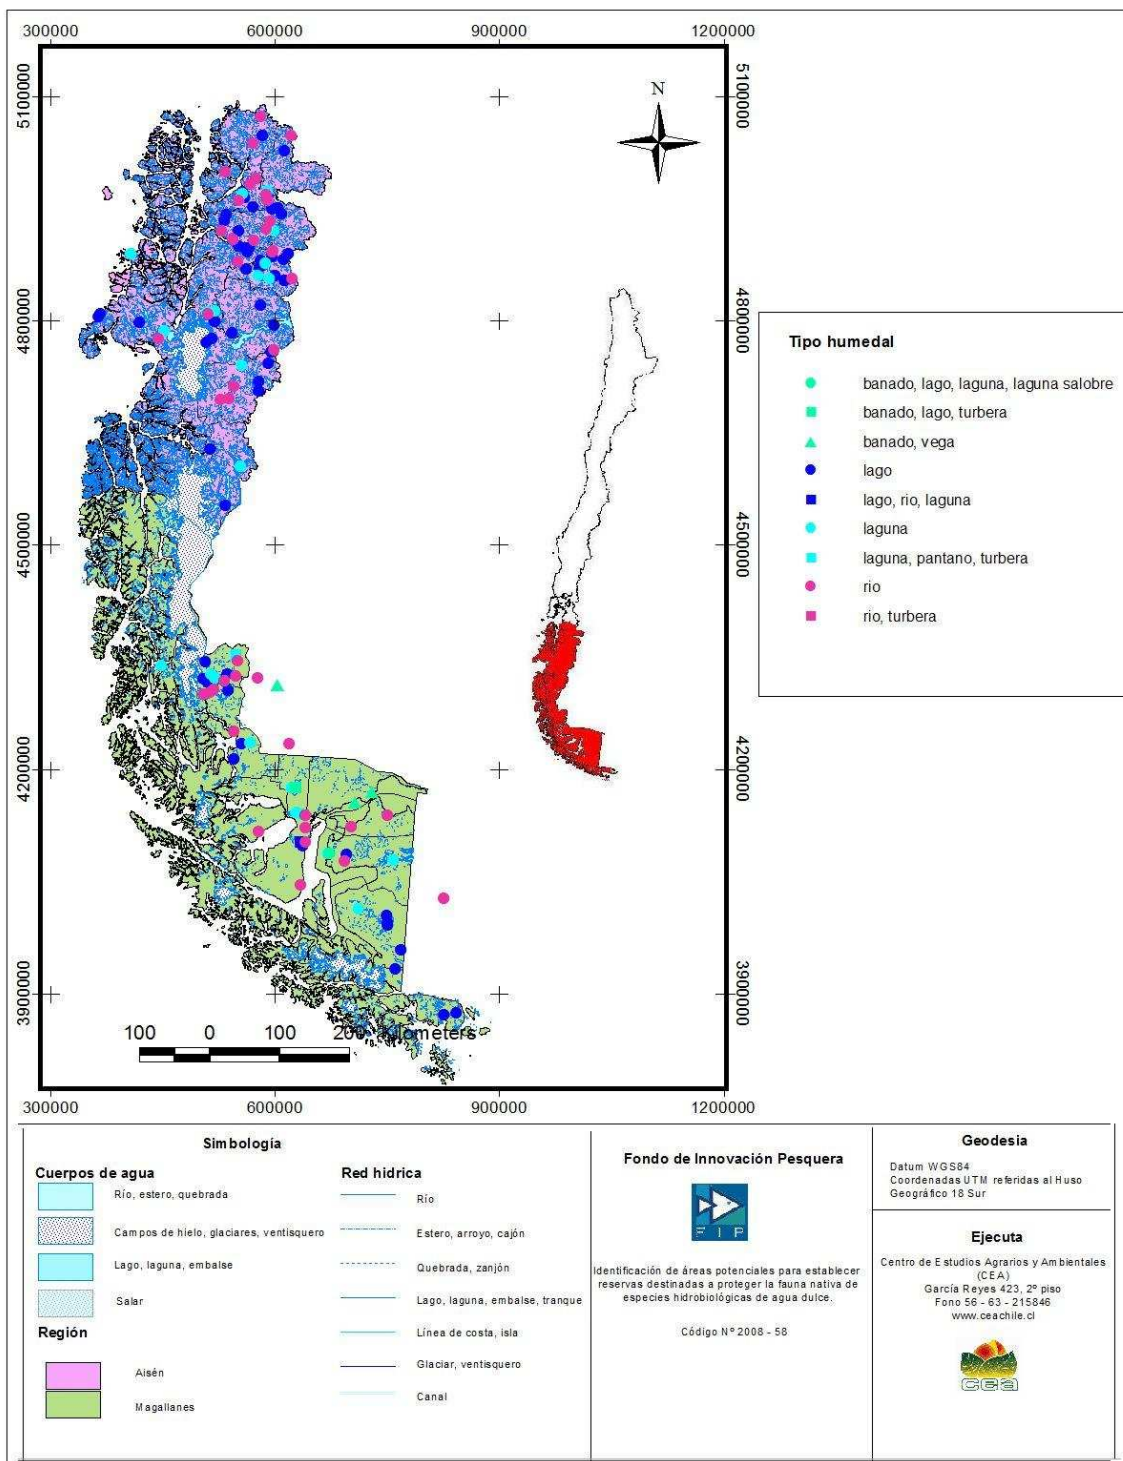 300000 600000 900000 1200000
N
5100000 5100000
4800000 4800000
4500000 4500000
4200000 4200000
3900000 3900000
100 0 100 200 Kilometers
300000 600000 900000 1200000
Tipo humedal
banado, lago, laguna, laguna salobre
banado, lago, turbera
banado, vega
lago
lago, rio, laguna
laguna
laguna, pantano, turbera
rio
rio, turbera
Simbología
Cuerpos de agua
Río, estero, quebrada
Campos de hielo, glaciares, ventisquero
Lago, laguna, embalse
Salar
Región
Aisén
Magallanes
Red hidrica
Río
Estero, arroyo, cajón
Quebrada, zanjón
Lago, laguna, embalse, tranque
Línea de costa, isla
Glaciar, ventisquero
Canal
Fondo de Innovación Pesquera
FIP
Identificación de áreas potenciales para establecer
reservas destinadas a proteger la fauna nativa de
especies hidrobiológicas de agua dulce.
Código Nº 2008 - 58
Geodesia
Datum WGS84
Coordenadas UTM referidas al Huso
Geográfico 18 Sur
Ejecuta
Centro de Estudios Agrarios y Ambientales
(CEA)
García Reyes 423, 2º piso
Fono 56 - 63 - 215846
www.ceachile.cl
cea